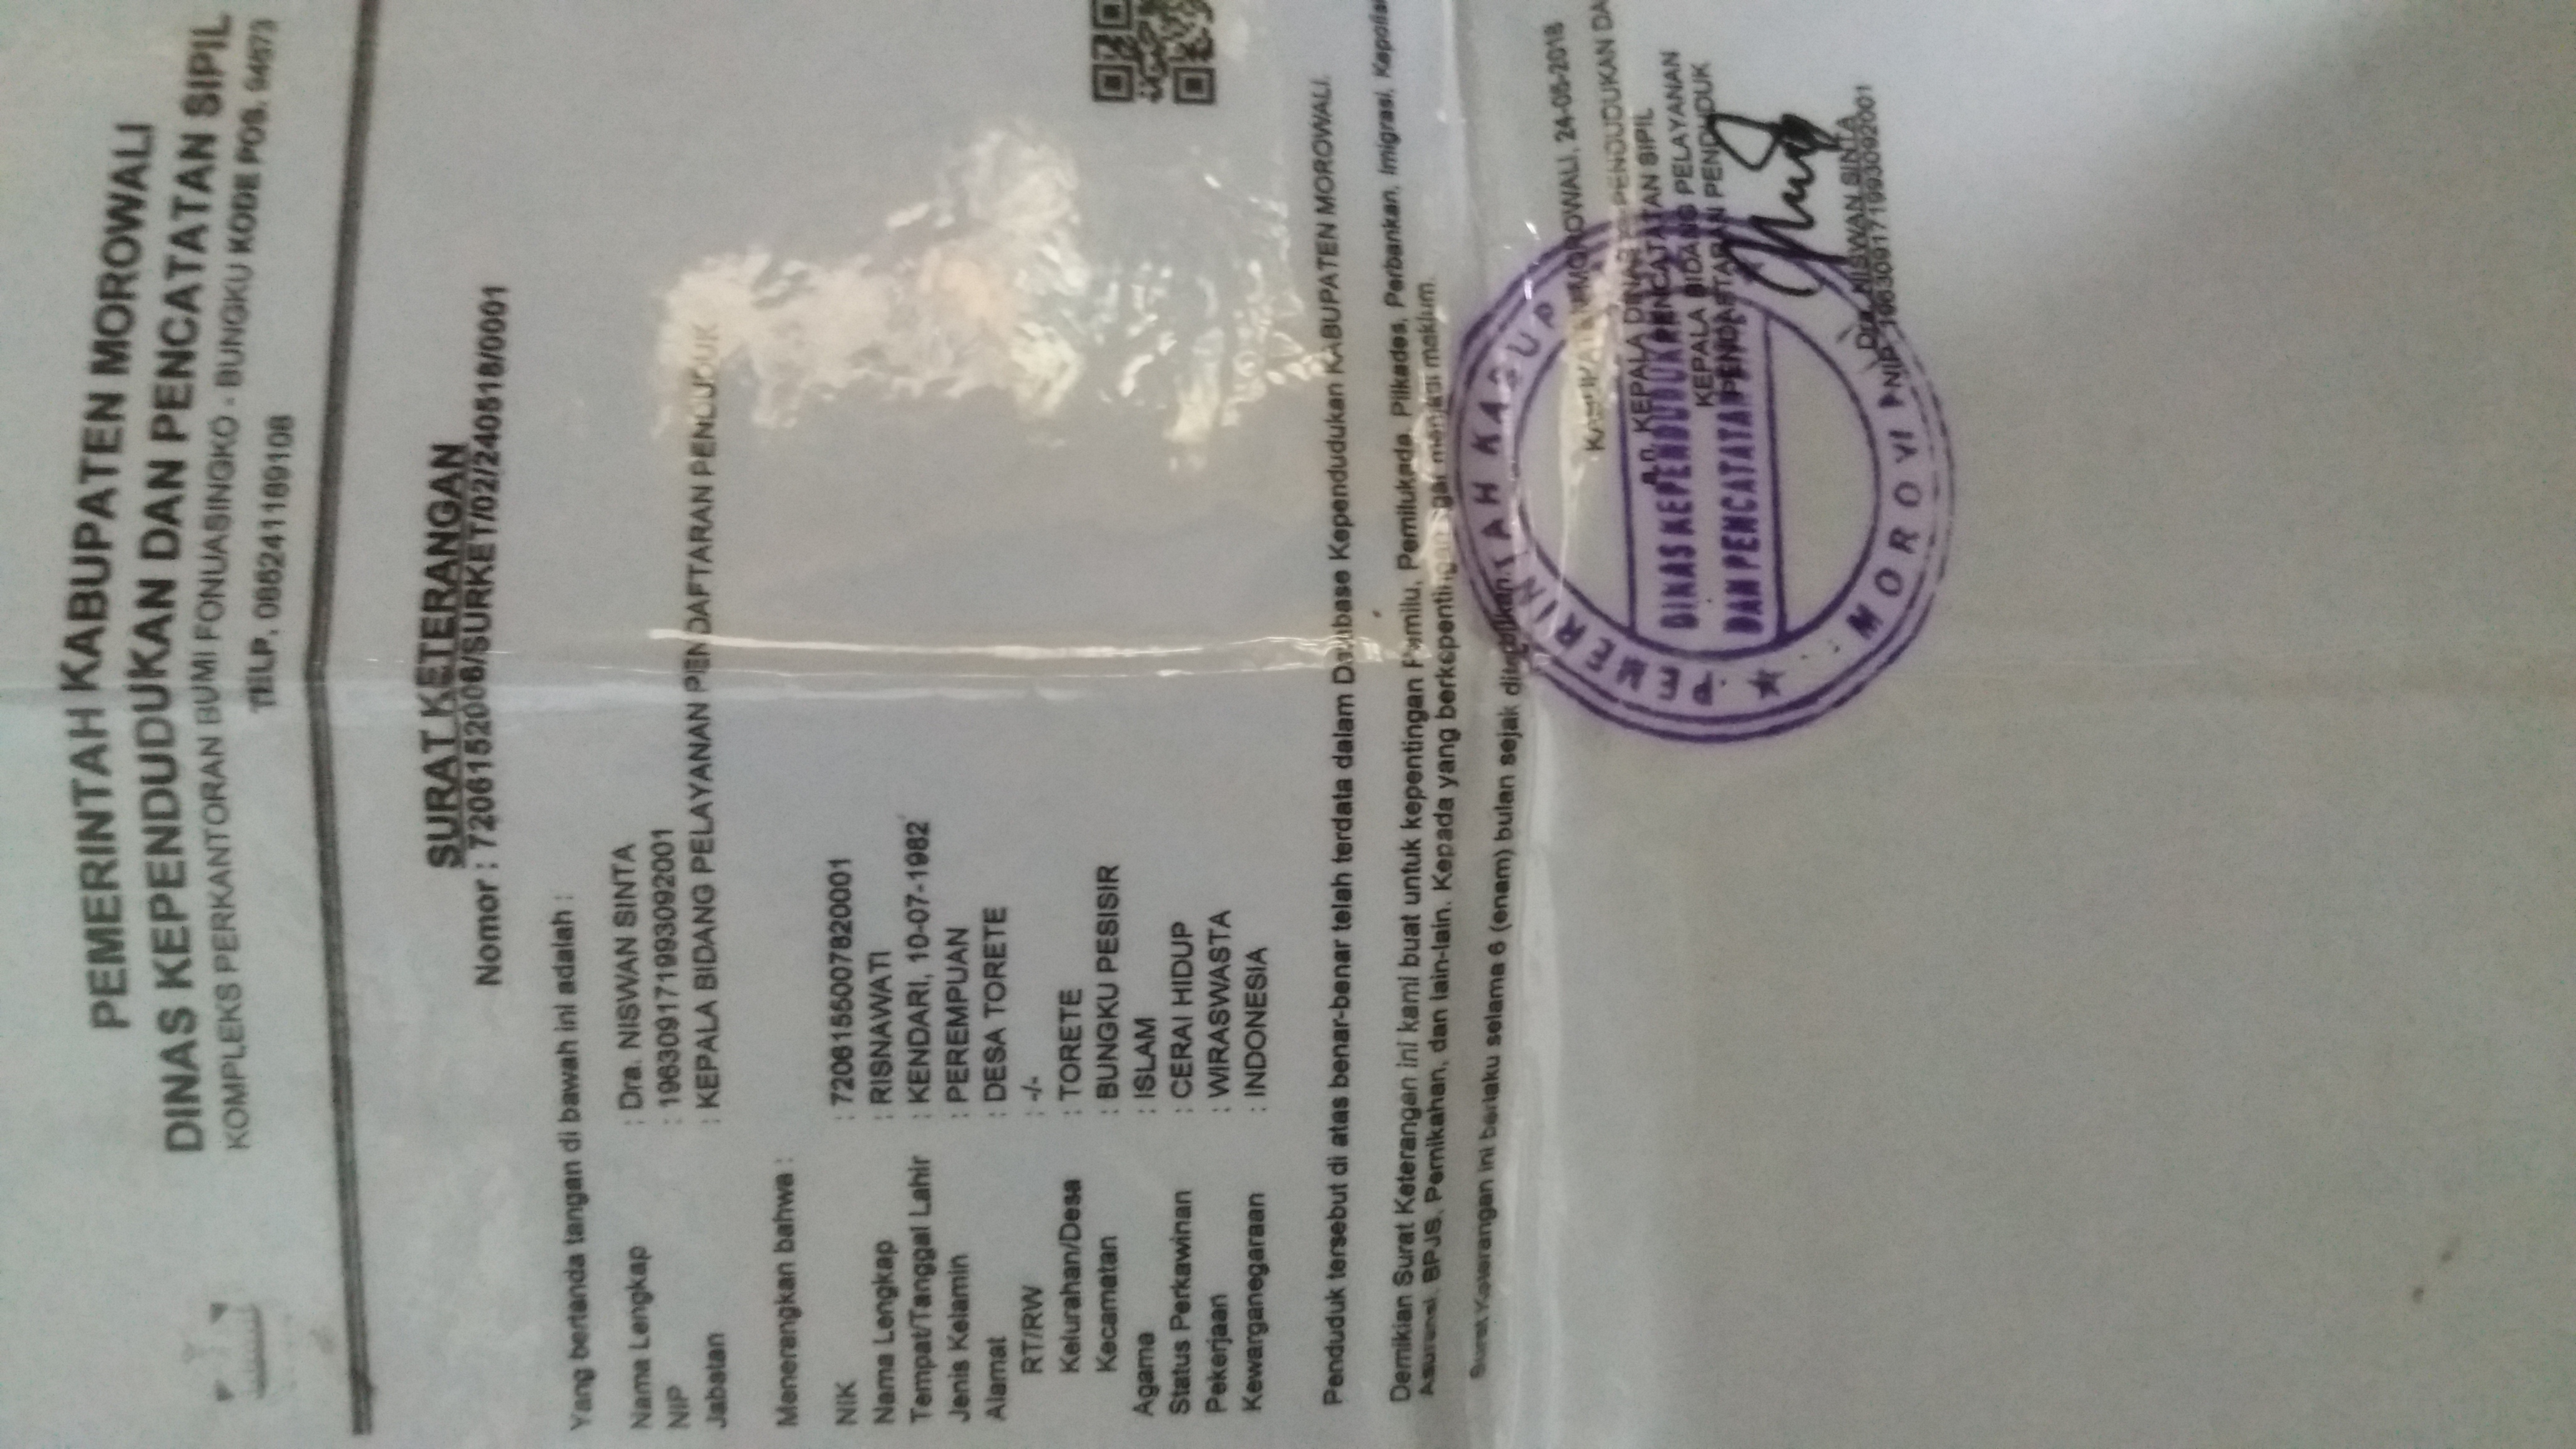 PEMERINTAH KABUPATEN MOROWALI
DINAS KEPENDUDUKAN DAN PENCATATAN SIPIL
KOMPLEKS PERKANTORAN BUMI FONUASINGKO - BUNGKU KODE POS. 94673
TELP. 085241169108
SURAT KETERANGAN
Nomor : 7206152006/SURKET/02/240518/0001
Yang bertanda tangan di bawah ini adalah :
Nama Lengkap : Dra. NISWAN SINTA
NIP : 196309171993092001
Jabatan : KEPALA BIDANG PELAYANAN PENDAFTARAN PENDUDUK
Menerangkan bahwa :
NIK : 7206155007820001
Nama Lengkap : RISNAWATI
Tempat/Tanggal Lahir : KENDARI, 10-07-1982
Jenis Kelamin : PEREMPUAN
Alamat : DESA TORETE
RT/RW : -/-
Kelurahan/Desa : TORETE
Kecamatan : BUNGKU PESISIR
Agama : ISLAM
Status Perkawinan : CERAI HIDUP
Pekerjaan : WIRASWASTA
Kewarganegaraan : INDONESIA
Penduduk tersebut di atas benar-benar telah terdata dalam Database Kependudukan KABUPATEN MOROWALI.
Demikian Surat Keterangan ini kami buat untuk kepentingan Pemilu, Pemilukada, Pilkades, Perbankan, Imigrasi, Kepolis
Asuransi, BPJS, Pernikahan, dan lain-lain. Kepada yang berkepentingan agar menjadi maklum.
Surat Keterangan ini berlaku selama 6 (enam) bulan sejak diterbitkan.
KABUPATEN MOROWALI, 24-05-2018
a.n. KEPALA DINAS KEPENDUDUKAN DA
PENCATATAN SIPIL
KEPALA BIDANG PELAYANAN
PENDAFTARAN PENDUDUK
PEMERINTAH KABUP
DINAS KEPENDUDUKAN
DAN PENCATATAN SIPIL
MOROWA
Dra. NISWAN SINTA
NIP. 196309171993092001